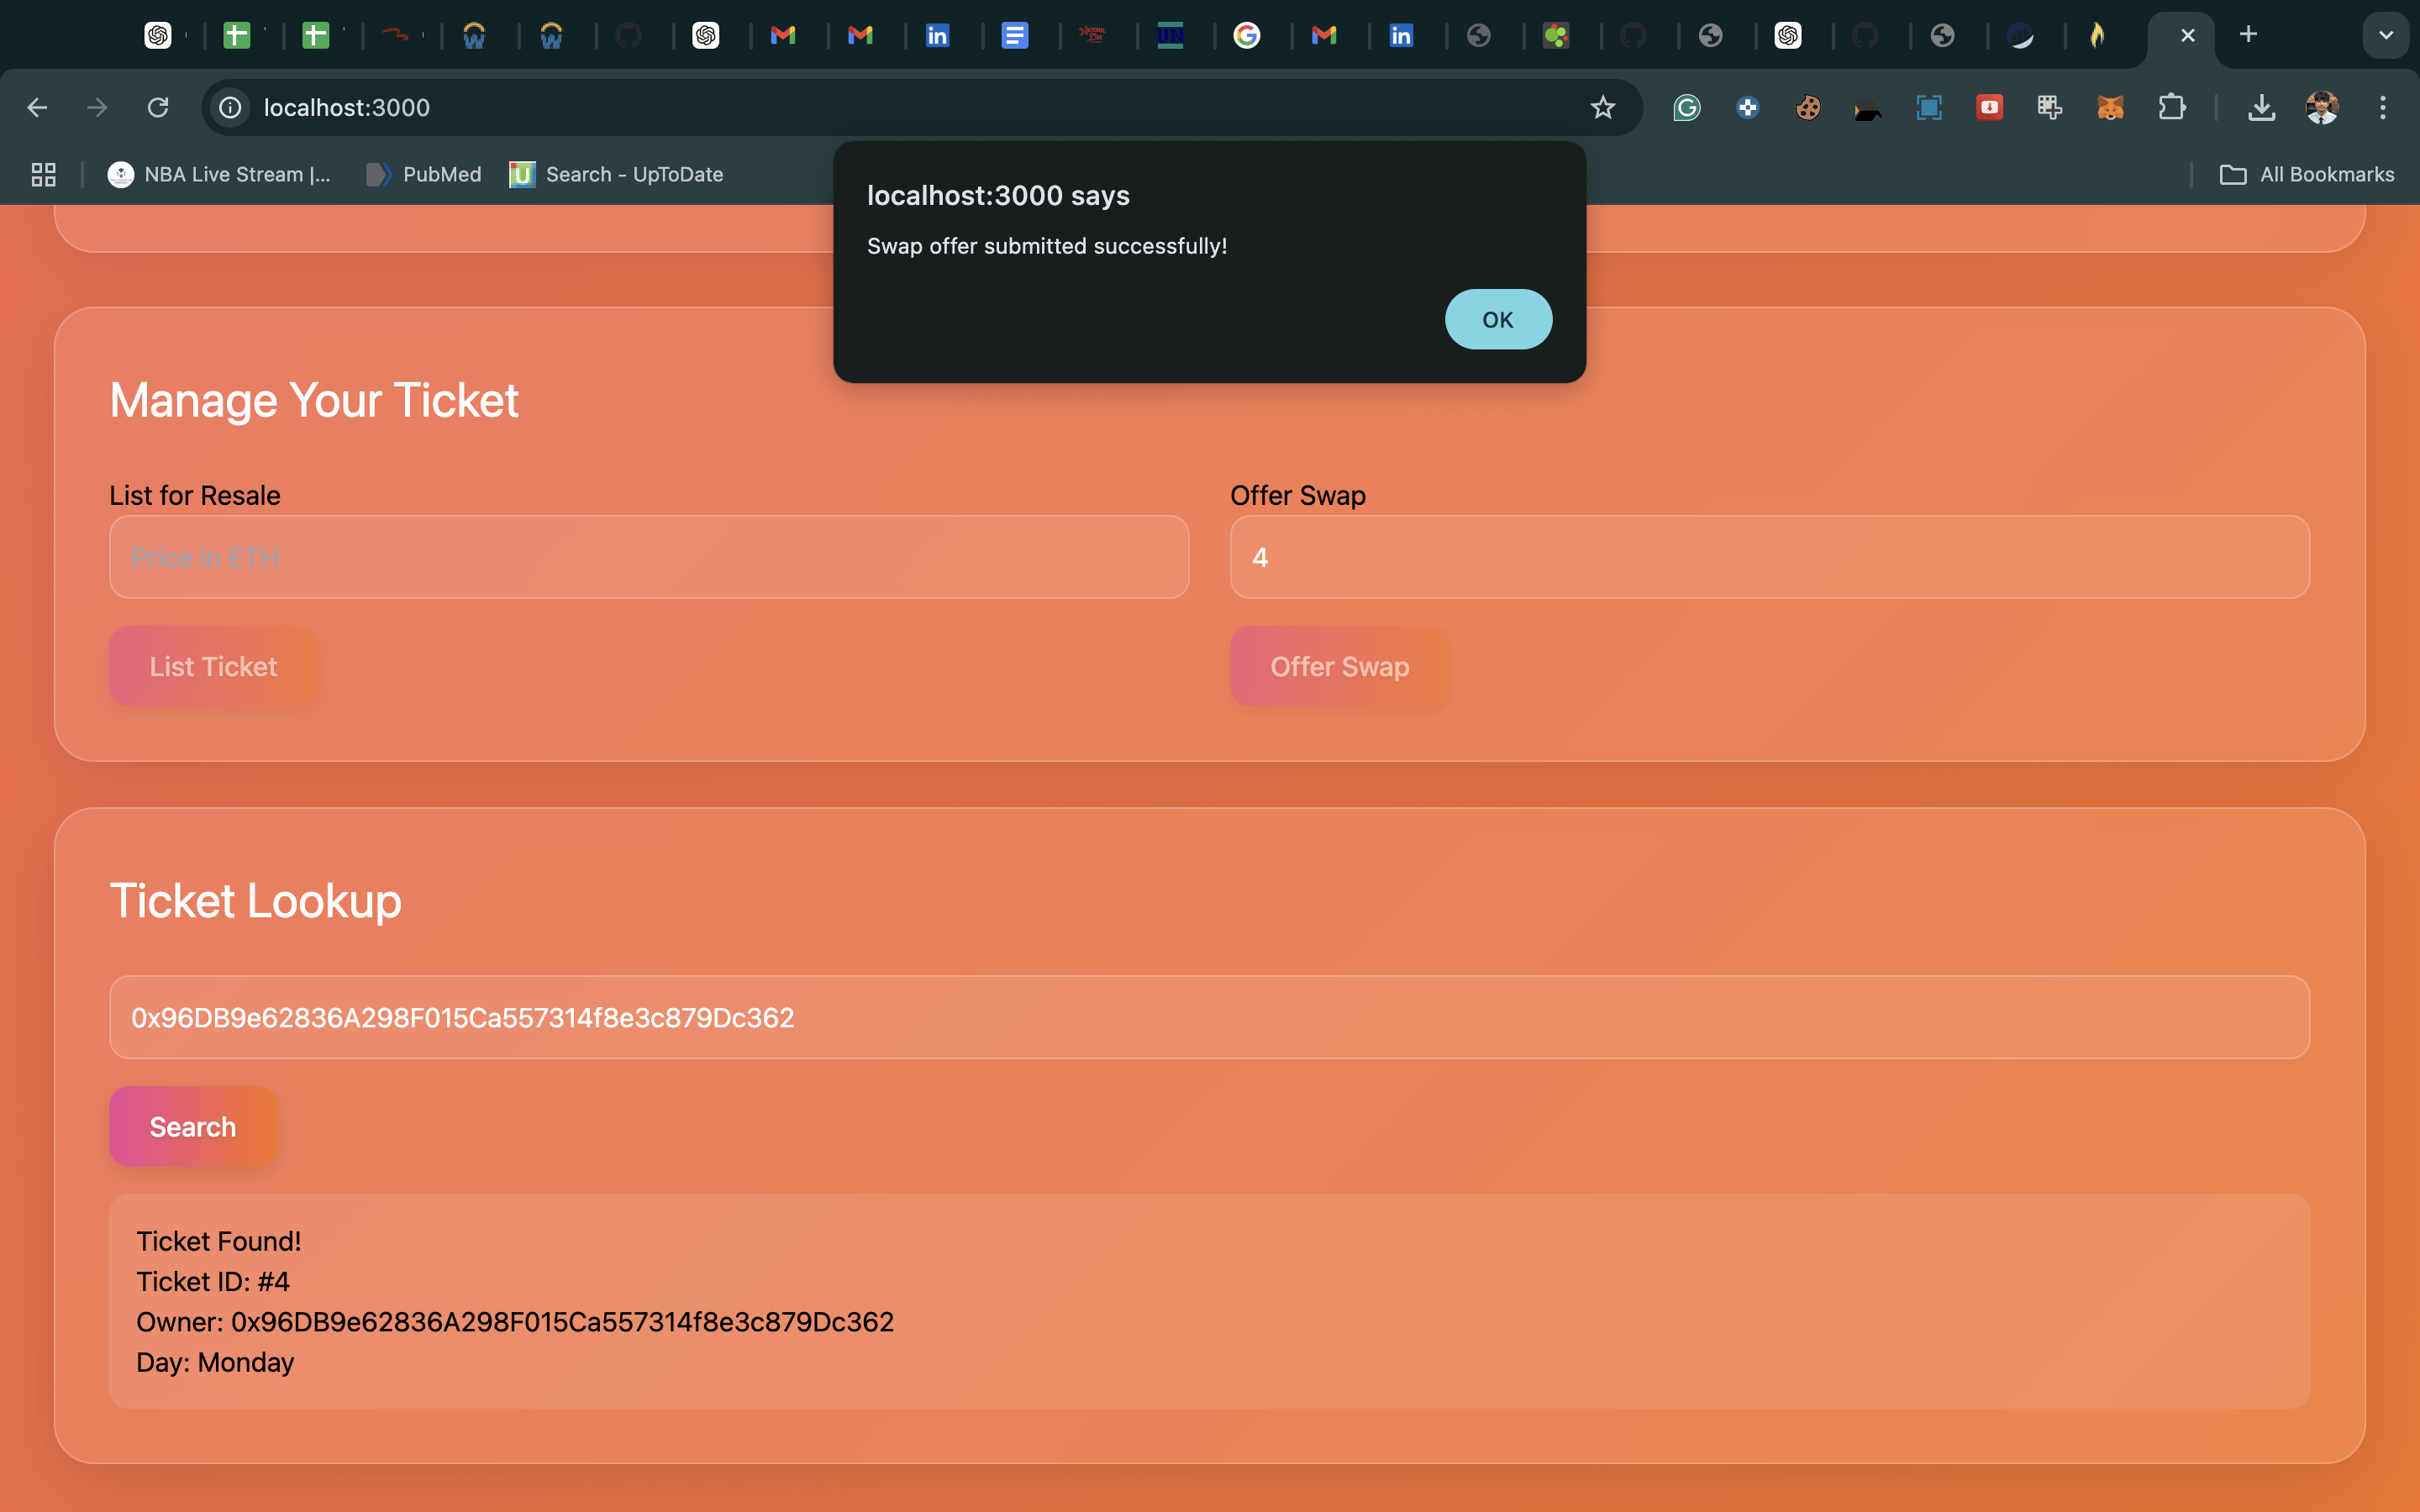 localhost:3000
NBA Live Stream |...
PubMed
Search - UpToDate
All Bookmarks
localhost:3000 says
Swap offer submitted successfully!
OK
Manage Your Ticket
List for Resale
Offer Swap
Price in ETH
4
List Ticket
Offer Swap
Ticket Lookup
0x96DB9e62836A298F015Ca557314f8e3c879Dc362
Search
Ticket Found!
Ticket ID: #4
Owner: 0x96DB9e62836A298F015Ca557314f8e3c879Dc362
Day: Monday